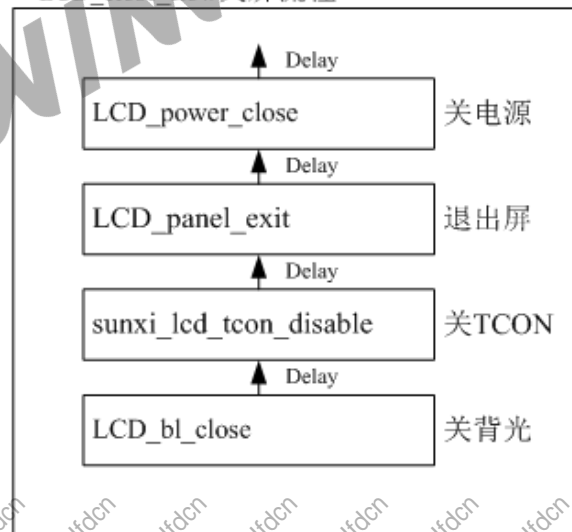 Delay
LCD_power_close 关电源
Delay
LCD_panel_exit 退出屏
Delay
sunxi_lcd_tcon_disable 关TCON
Delay
LCD_bl_close 关背光